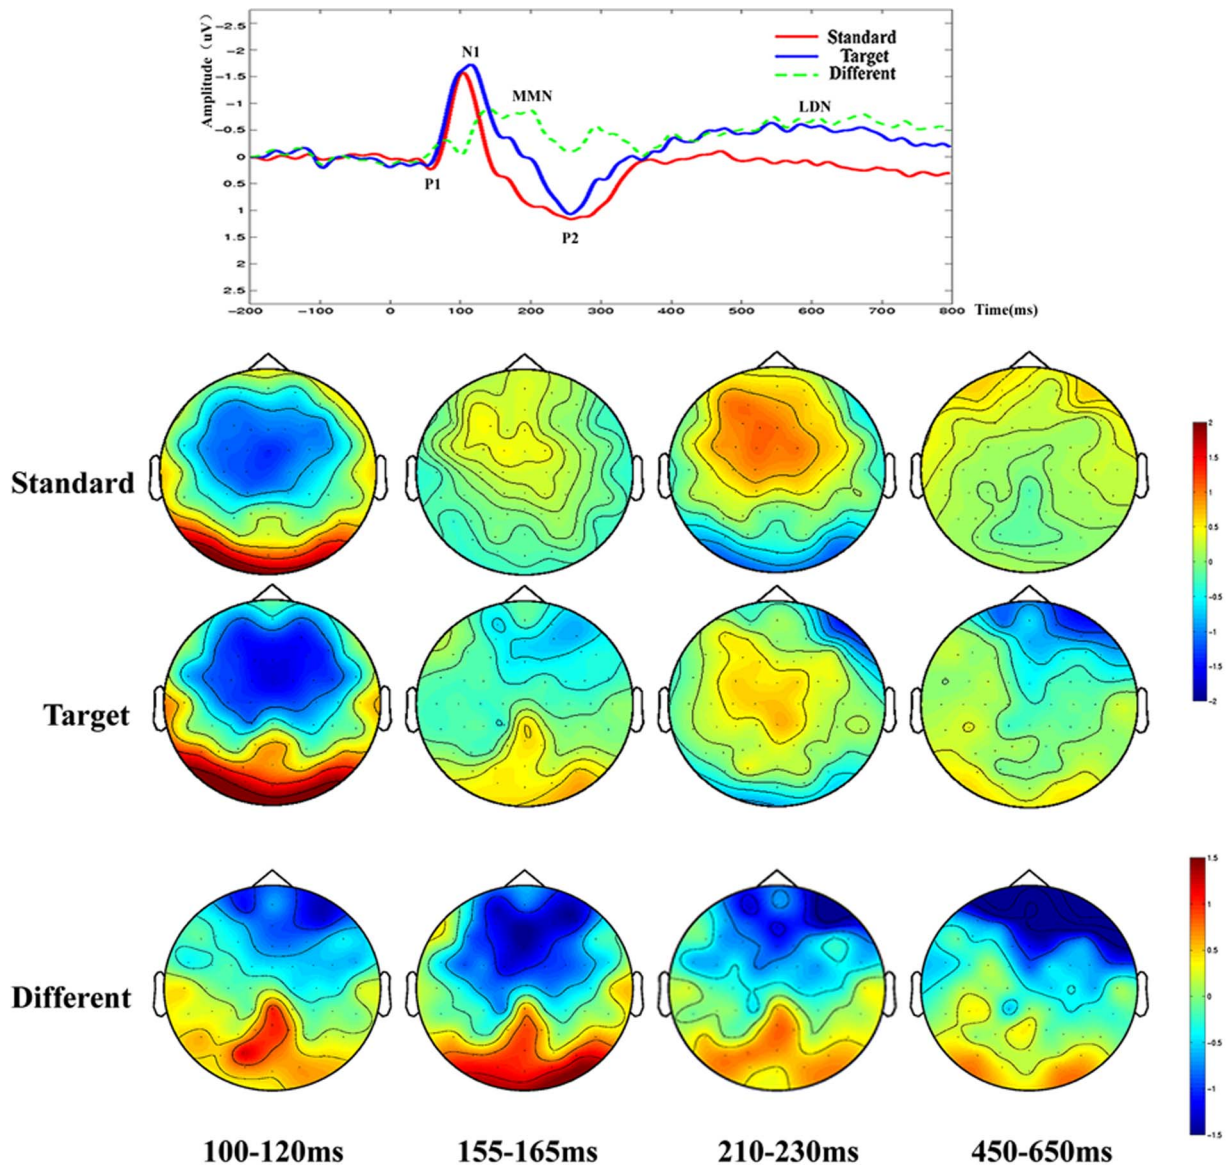 Amplitude (uV)
-2.5
-2
-1.5
-1
-0.5
0
0.5
1
1.5
2
2.5
N1
MMN
LDN
P1
P2
Standard
Target
Different
-200 -100 0 100 200 300 400 500 600 700 800 Time(ms)
Standard
2
1.5
1
0.5
0
-0.5
-1
-1.5
-2
Target
Different
1.5
1
0.5
0
-0.5
-1
-1.5
100-120ms 155-165ms 210-230ms 450-650ms